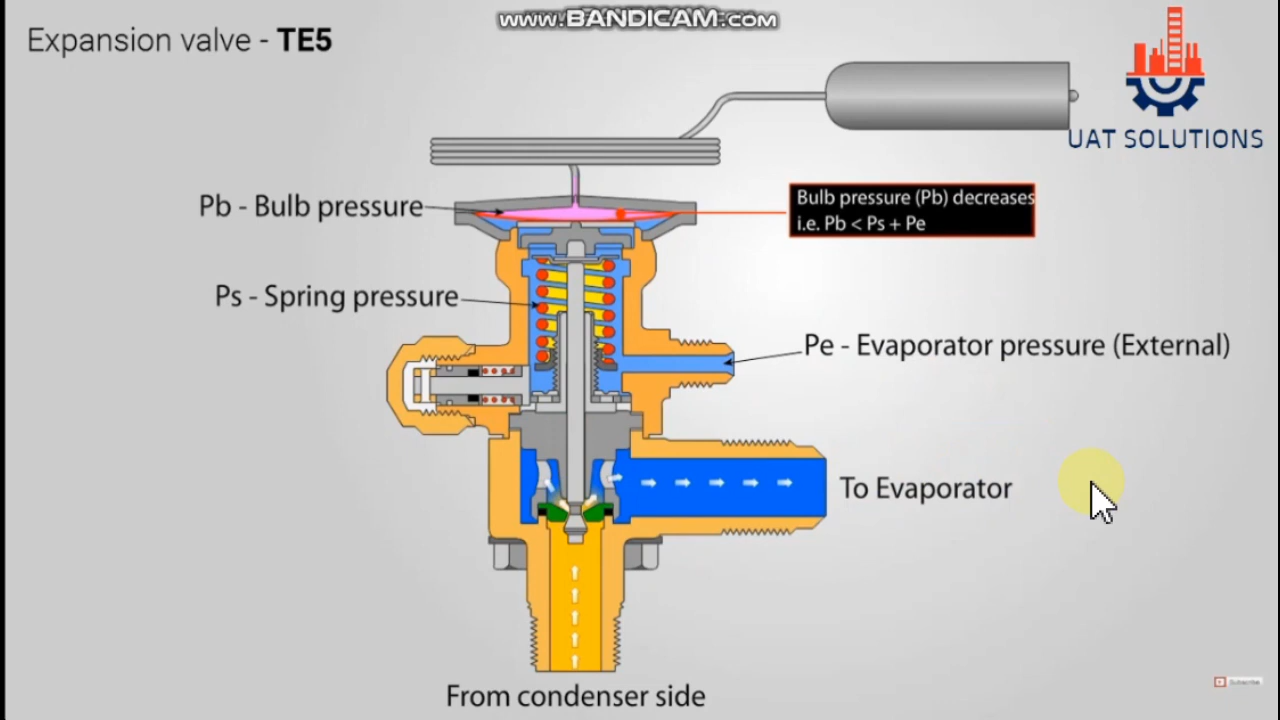 www.BANDICAM.com
Expansion valve - TE5
UAT SOLUTIONS
Pb - Bulb pressure
Bulb pressure (Pb) decreases
i.e. Pb < Ps + Pe
Ps - Spring pressure
Pe - Evaporator pressure (External)
To Evaporator
Subscribe
From condenser side